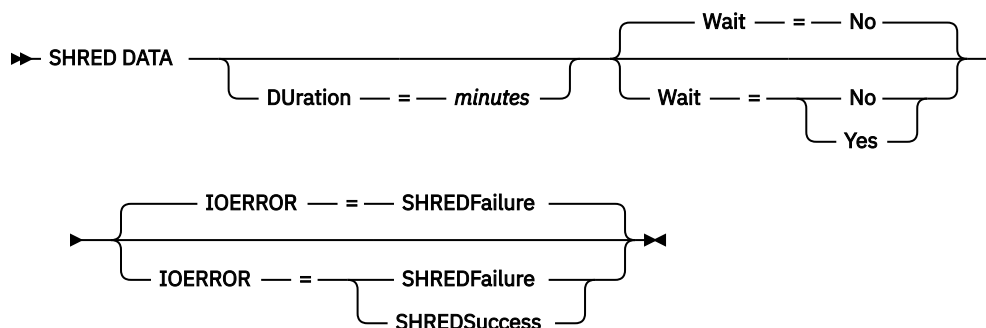 Wait = No
SHRED DATA
DUration = minutes Wait = No
Yes
IOERROR = SHREDFailure
IOERROR = SHREDFailure
SHREDSuccess